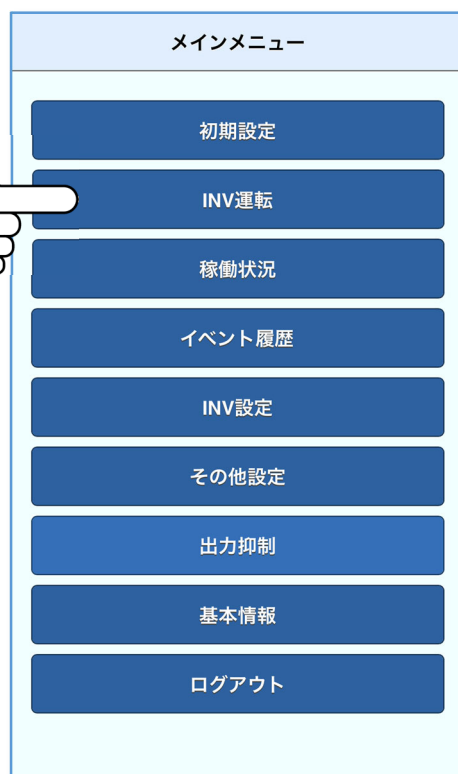 メインメニュー
初期設定
INV運転
稼働状況
イベント履歴
INV設定
その他設定
出力抑制
基本情報
ログアウト